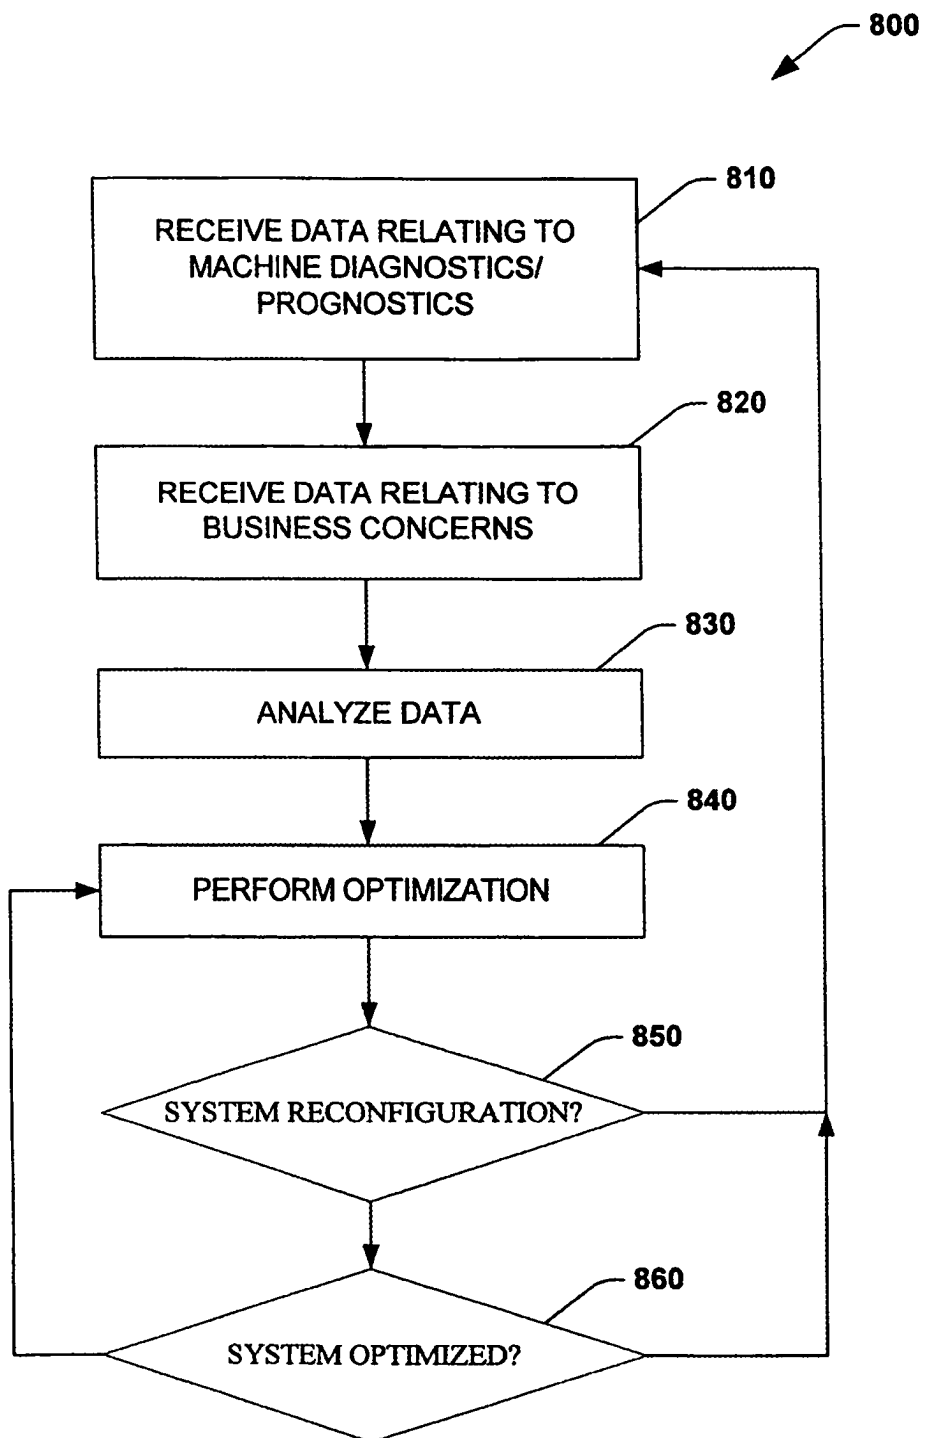 800
810
RECEIVE DATA RELATING TO
MACHINE DIAGNOSTICS/
PROGNOSTICS
820
RECEIVE DATA RELATING TO
BUSINESS CONCERNS
830
ANALYZE DATA
840
PERFORM OPTIMIZATION
850
SYSTEM RECONFIGURATION?
860
SYSTEM OPTIMIZED?